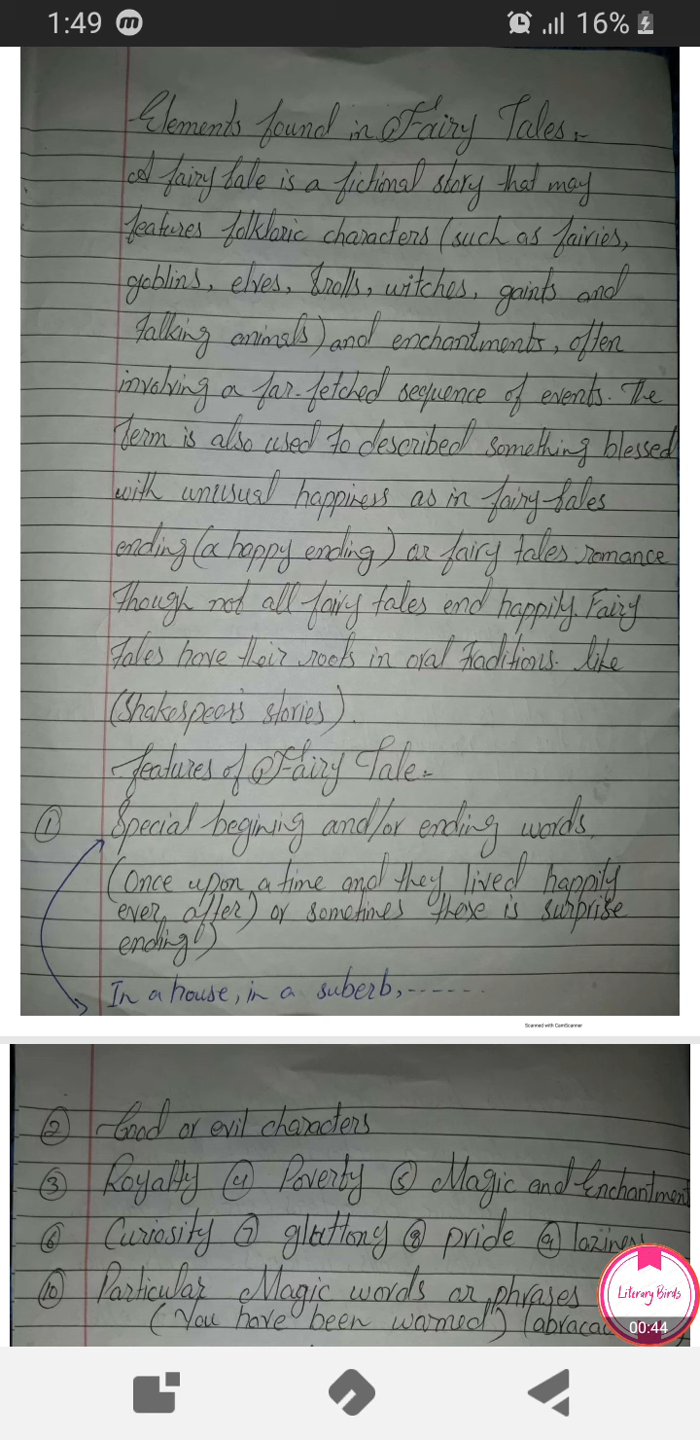 1:49 m 16%
Elements found in a Fairy Tales:-
A fairy tale is a fictional story that may
features folkloric characters (such as fairies,
goblins, elves, trolls, witches, gaints and
talking animals) and enchantments, often
involving a far-fetched sequence of events. The
term is also used to described something blessed
with unusual happiness as in fairy tales
ending (a happy ending) or fairy tales romance
Though not all fairy tales end happily. Fairy
tales have their roots in oral traditions. like
(Shakespear's stories).
features of a Fairy Tale:-
① Special begining and/or ending words.
(Once upon a time and they lived happily
ever after) or sometimes there is surprise
ending!)
In a house, in a suberb,------
Scanned with CamScanner
② Good or evil characters
③ Royalty ④ Poverty ⑤ Magic and Enchantment
⑥ Curiosity ⑦ gluttony ⑧ pride ⑨ laziness
⑩ Particular Magic words or phrases
Literary Birds
(You have been warned) (abracad
00:44